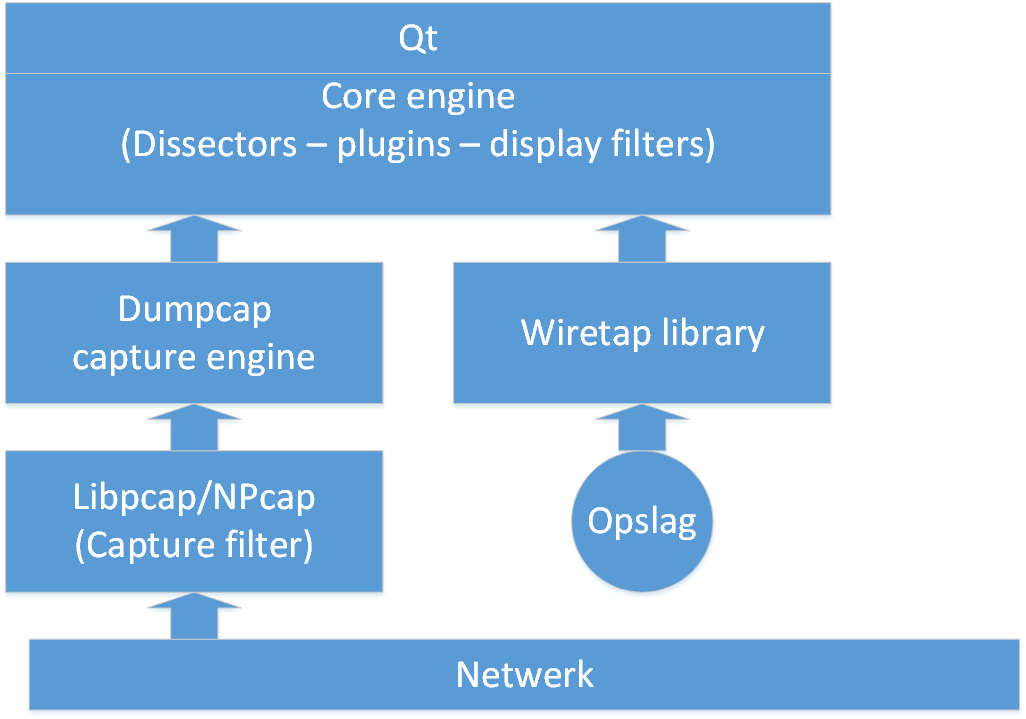 Qt
Core engine
(Dissectors – plugins – display filters)
Dumpcap
capture engine
Wiretap library
Libpcap/NPcap
(Capture filter)
Opslag
Netwerk